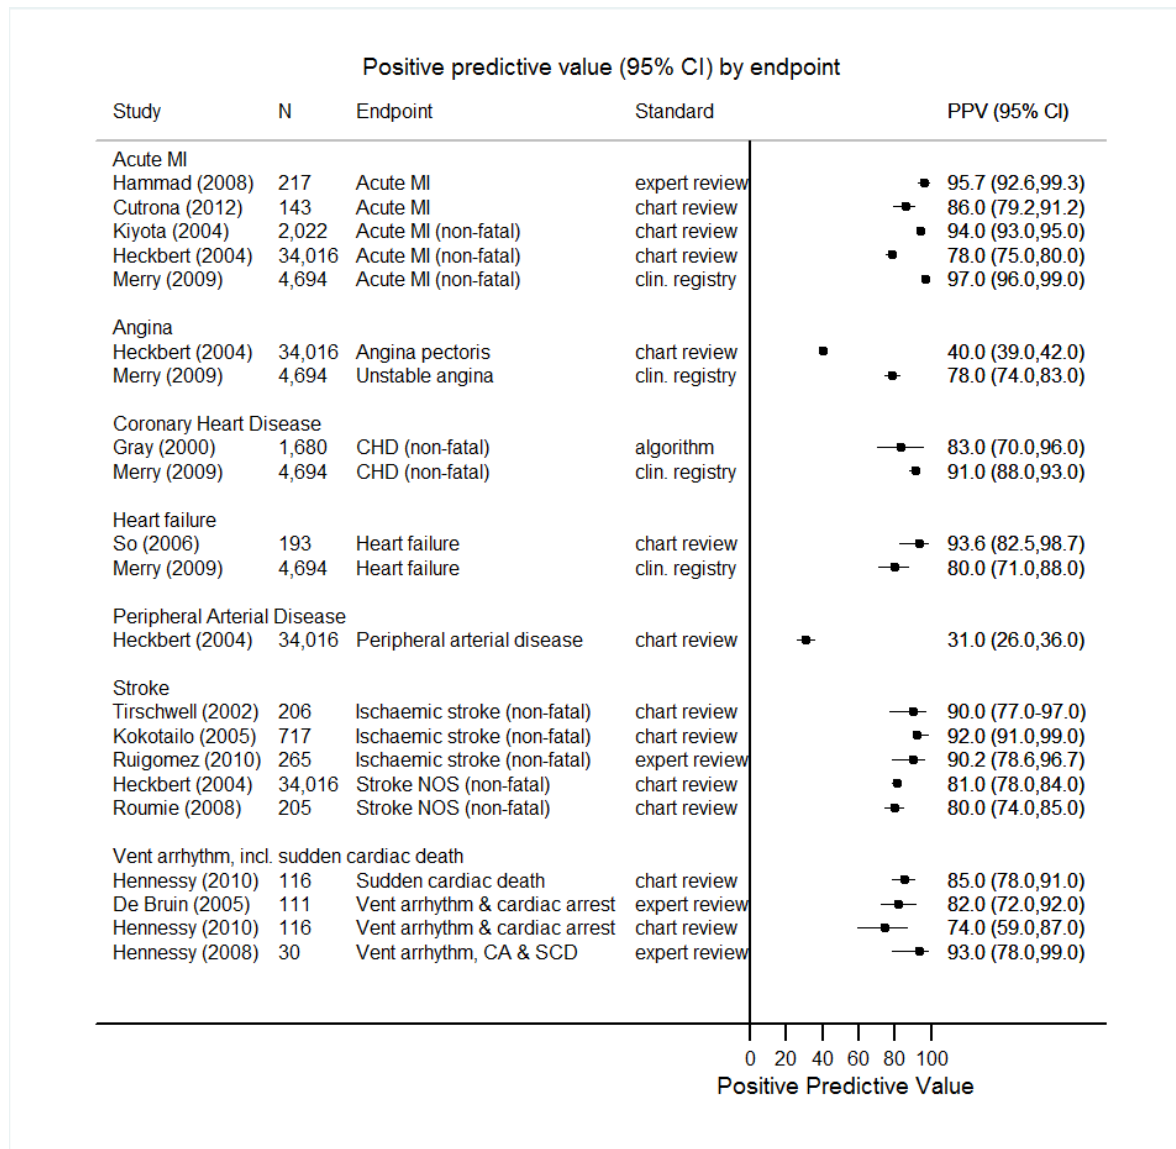 Positive predictive value (95% CI) by endpoint
Study N Endpoint Standard PPV (95% CI)
Acute MI
Hammad (2008) 217 Acute MI expert review 95.7 (92.6,99.3)
Cutrona (2012) 143 Acute MI chart review 86.0 (79.2,91.2)
Kiyota (2004) 2,022 Acute MI (non-fatal) chart review 94.0 (93.0,95.0)
Heckbert (2004) 34,016 Acute MI (non-fatal) chart review 78.0 (75.0,80.0)
Merry (2009) 4,694 Acute MI (non-fatal) clin. registry 97.0 (96.0,99.0)
Angina
Heckbert (2004) 34,016 Angina pectoris chart review 40.0 (39.0,42.0)
Merry (2009) 4,694 Unstable angina clin. registry 78.0 (74.0,83.0)
Coronary Heart Disease
Gray (2000) 1,680 CHD (non-fatal) algorithm 83.0 (70.0,96.0)
Merry (2009) 4,694 CHD (non-fatal) clin. registry 91.0 (88.0,93.0)
Heart failure
So (2006) 193 Heart failure chart review 93.6 (82.5,98.7)
Merry (2009) 4,694 Heart failure clin. registry 80.0 (71.0,88.0)
Peripheral Arterial Disease
Heckbert (2004) 34,016 Peripheral arterial disease chart review 31.0 (26.0,36.0)
Stroke
Tirschwell (2002) 206 Ischaemic stroke (non-fatal) chart review 90.0 (77.0-97.0)
Kokotailo (2005) 717 Ischaemic stroke (non-fatal) chart review 92.0 (91.0,99.0)
Ruigomez (2010) 265 Ischaemic stroke (non-fatal) expert review 90.2 (78.6,96.7)
Heckbert (2004) 34,016 Stroke NOS (non-fatal) chart review 81.0 (78.0,84.0)
Roumie (2008) 205 Stroke NOS (non-fatal) chart review 80.0 (74.0,85.0)
Vent arrhythm, incl. sudden cardiac death
Hennessy (2010) 116 Sudden cardiac death chart review 85.0 (78.0,91.0)
De Bruin (2005) 111 Vent arrhythm & cardiac arrest expert review 82.0 (72.0,92.0)
Hennessy (2010) 116 Vent arrhythm & cardiac arrest chart review 74.0 (59.0,87.0)
Hennessy (2008) 30 Vent arrhythm, CA & SCD expert review 93.0 (78.0,99.0)
0 20 40 60 80 100
Positive Predictive Value